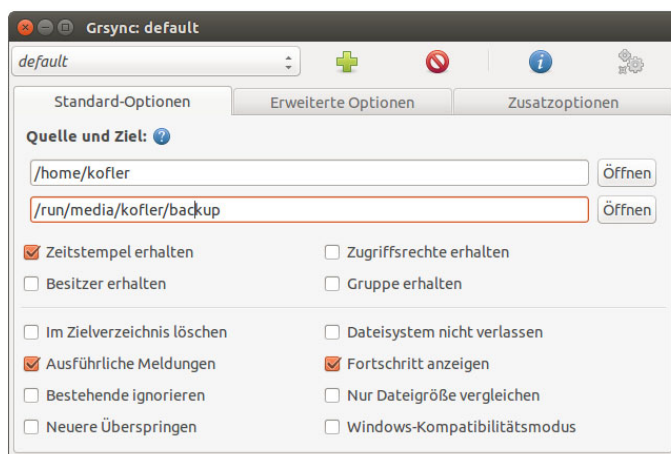 Grsync: default
default
Standard-Optionen Erweiterte Optionen Zusatzoptionen
Quelle und Ziel:
/home/kofler Öffnen
/run/media/kofler/backup Öffnen
Zeitstempel erhalten Zugriffsrechte erhalten
Besitzer erhalten Gruppe erhalten
Im Zielverzeichnis löschen Dateisystem nicht verlassen
Ausführliche Meldungen Fortschritt anzeigen
Bestehende ignorieren Nur Dateigröße vergleichen
Neuere Überspringen Windows-Kompatibilitätsmodus